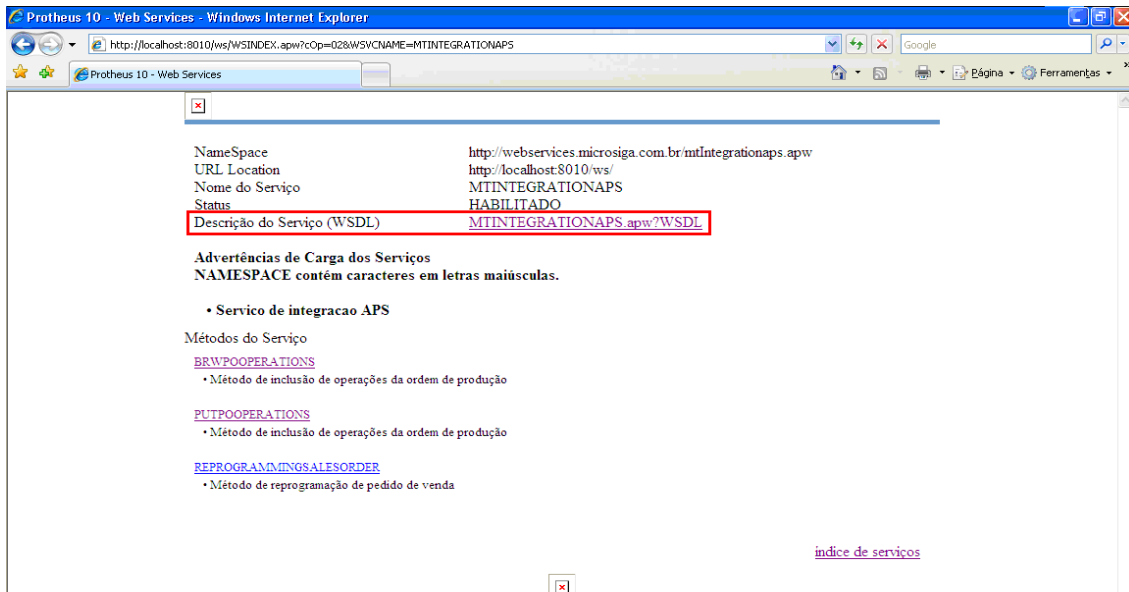 Protheus 10 - Web Services - Windows Internet Explorer
http://localhost:8010/ws/WSINDEX.apw?cOp=02&WSVCNAME=MTINTEGRATIONAPS
Google
Protheus 10 - Web Services
Página
Ferramentas
»
NameSpace http://webservices.microsiga.com.br/mtIntegrationaps.apw
URL Location http://localhost:8010/ws/
Nome do Serviço MTINTEGRATIONAPS
Status HABILITADO
Descrição do Serviço (WSDL) MTINTEGRATIONAPS.apw?WSDL
Advertências de Carga dos Serviços
NAMESPACE contém caracteres em letras maiúsculas.
• Servico de integracao APS
Métodos do Serviço
BRWPOOPERATIONS
• Método de inclusão de operações da ordem de produção
PUTPOOPERATIONS
• Método de inclusão de operações da ordem de produção
REPROGRAMMINGSALESORDER
• Método de reprogramação de pedido de venda
índice de serviços